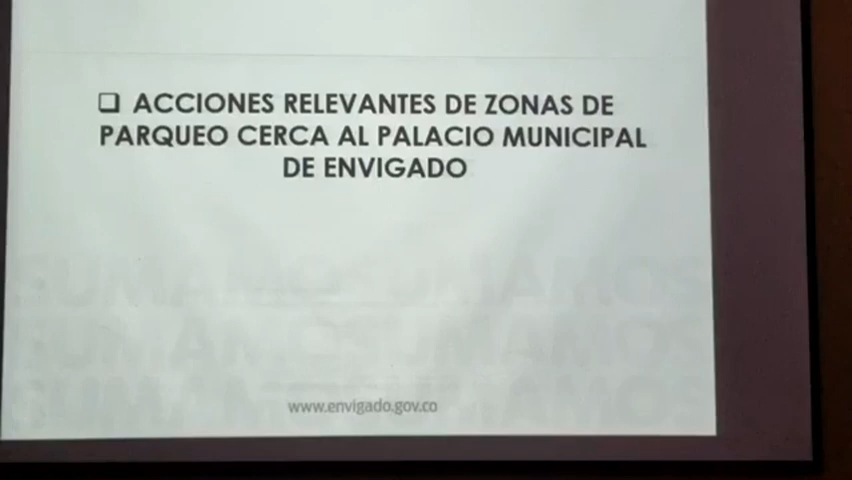 ❑ ACCIONES RELEVANTES DE ZONAS DE
PARQUEO CERCA AL PALACIO MUNICIPAL
DE ENVIGADO
www.envigado.gov.co